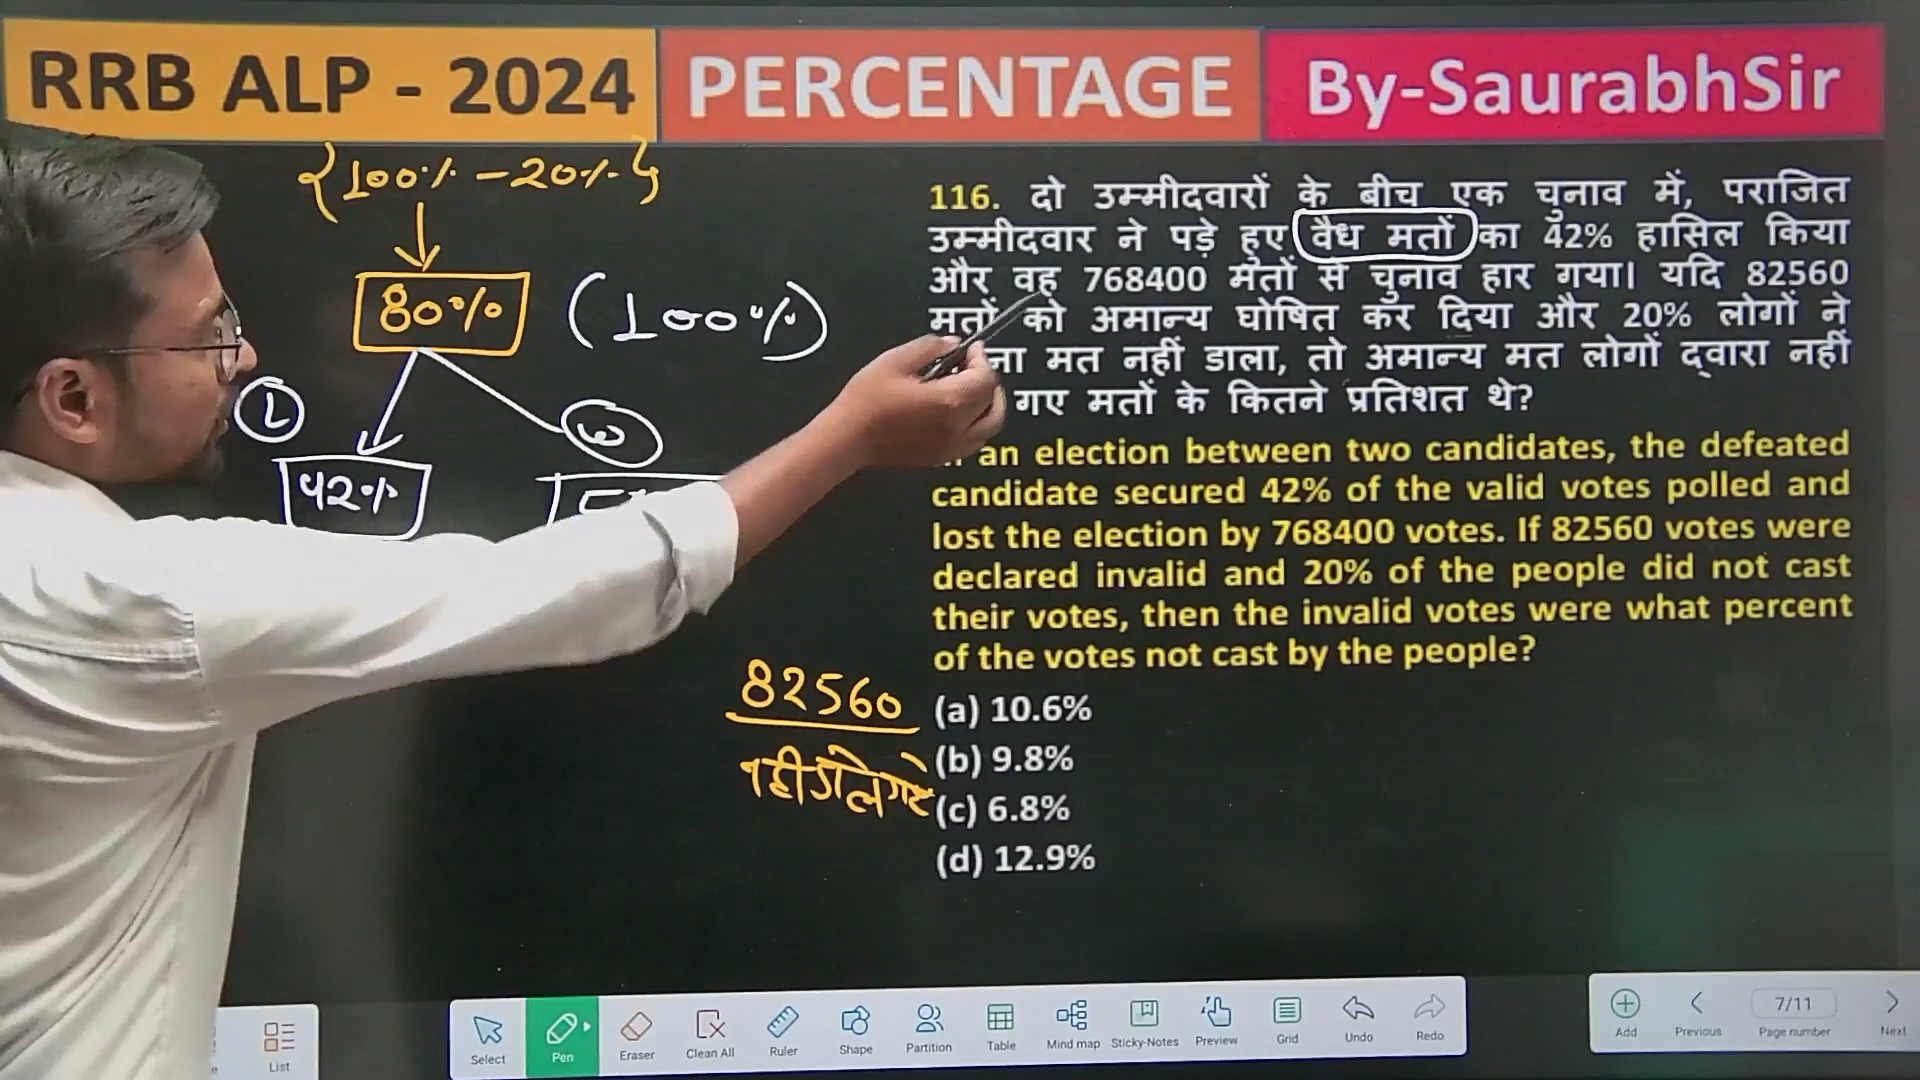 RRB ALP - 2024 PERCENTAGE By-SaurabhSir
{100% - 20%}
80% (100%)
L W
42%
116. दो उम्मीदवारों के बीच एक चुनाव में, पराजित
उम्मीदवार ने पड़े हुए वैध मतों का 42% हासिल किया
और वह 768400 मतों से चुनाव हार गया। यदि 82560
मतों को अमान्य घोषित कर दिया और 20% लोगों ने
मत नहीं डाला, तो अमान्य मत लोगों द्वारा नहीं
गए मतों के कितने प्रतिशत थे?
an election between two candidates, the defeated
candidate secured 42% of the valid votes polled and
lost the election by 768400 votes. If 82560 votes were
declared invalid and 20% of the people did not cast
their votes, then the invalid votes were what percent
of the votes not cast by the people?
82560
नहीं डाले गए
(a) 10.6%
(b) 9.8%
(c) 6.8%
(d) 12.9%
List
Select Pen Eraser Clean All Ruler Shape Partition Table Mind map Sticky-Notes Preview Grid Undo Redo
7/11
Add Previous Page number Next